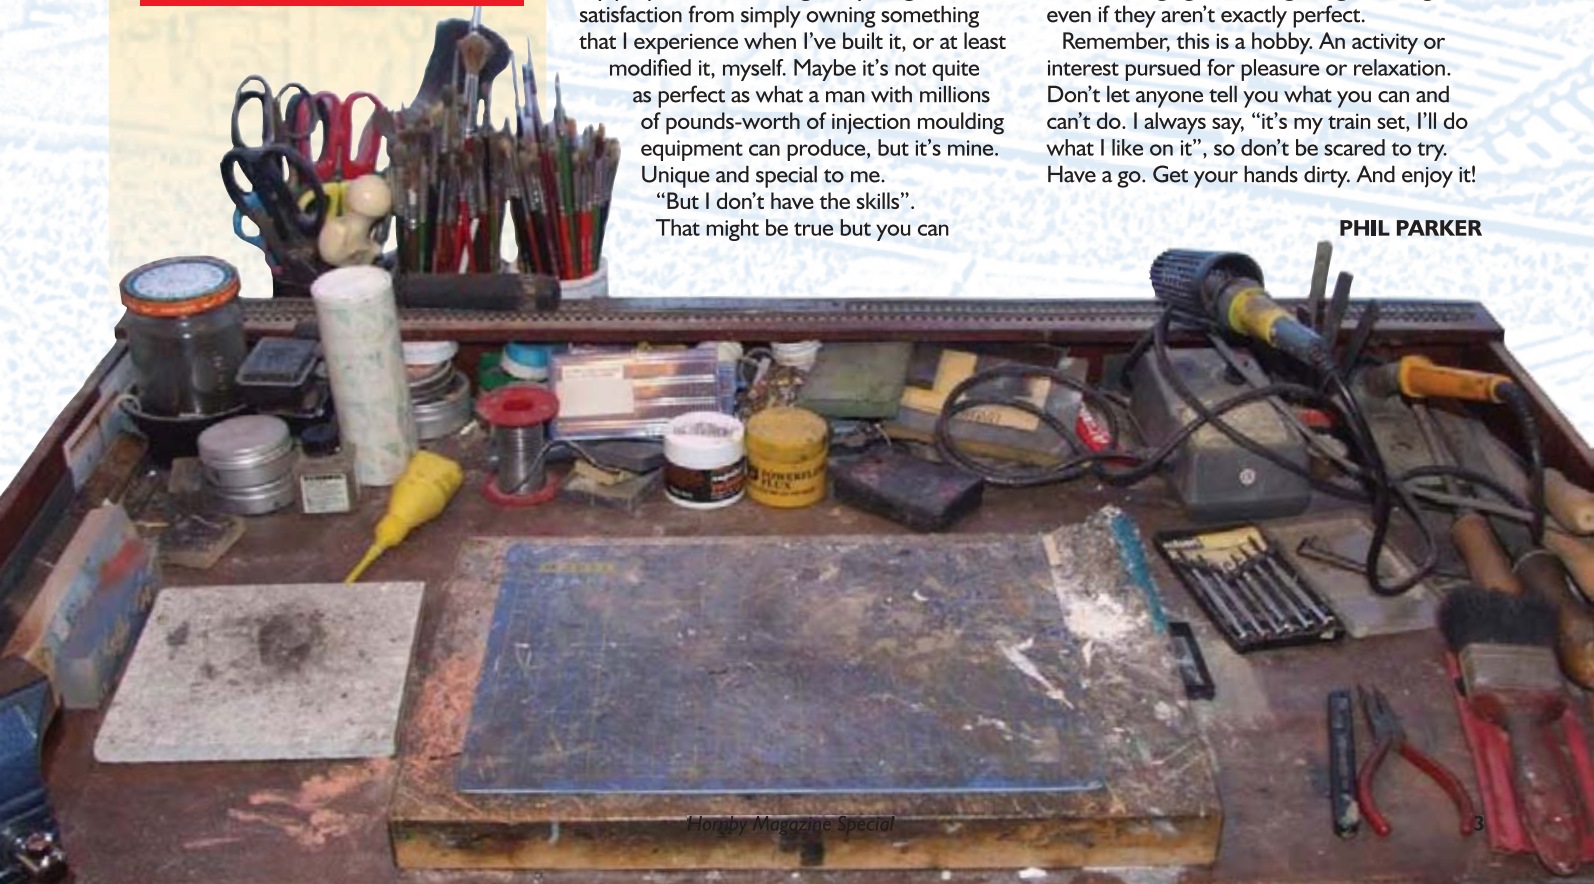 satisfaction from simply owning something
that I experience when I’ve built it, or at least
modified it, myself. Maybe it’s not quite
as perfect as what a man with millions
of pounds-worth of injection moulding
equipment can produce, but it’s mine.
Unique and special to me.
“But I don’t have the skills”.
That might be true but you can
even if they aren’t exactly perfect.
Remember, this is a hobby. An activity or
interest pursued for pleasure or relaxation.
Don’t let anyone tell you what you can and
can’t do. I always say, “it’s my train set, I’ll do
what I like on it”, so don’t be scared to try.
Have a go. Get your hands dirty. And enjoy it!
PHIL PARKER
POWERFLOW
FLUX
Hornby Magazine Special
3